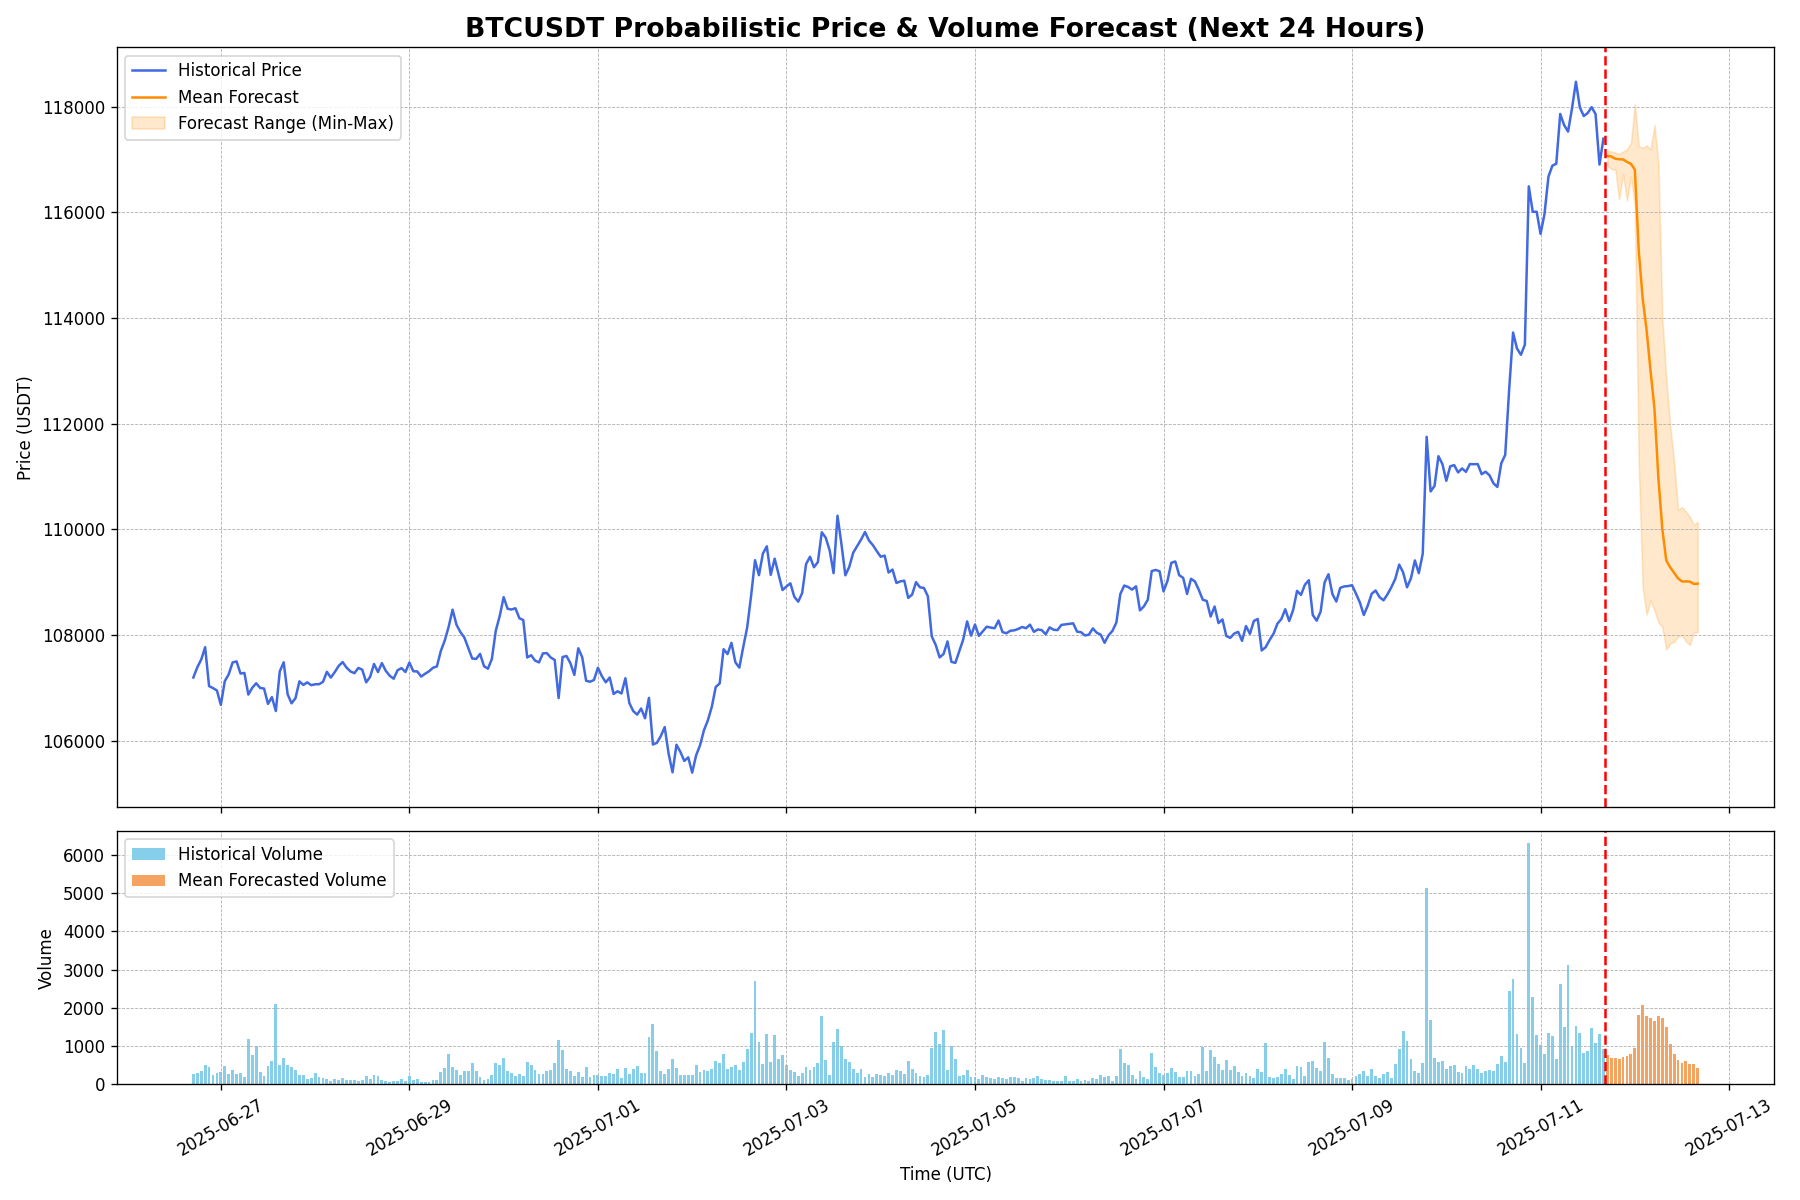 BTCUSDT Probabilistic Price & Volume Forecast (Next 24 Hours)
Historical Price
Mean Forecast
Forecast Range (Min-Max)
118000
116000
114000
112000
110000
108000
106000
Price (USDT)
Historical Volume
Mean Forecasted Volume
6000
5000
4000
3000
2000
1000
0
Volume
2025-06-27
2025-06-29
2025-07-01
2025-07-03
2025-07-05
2025-07-07
2025-07-09
2025-07-11
2025-07-13
Time (UTC)